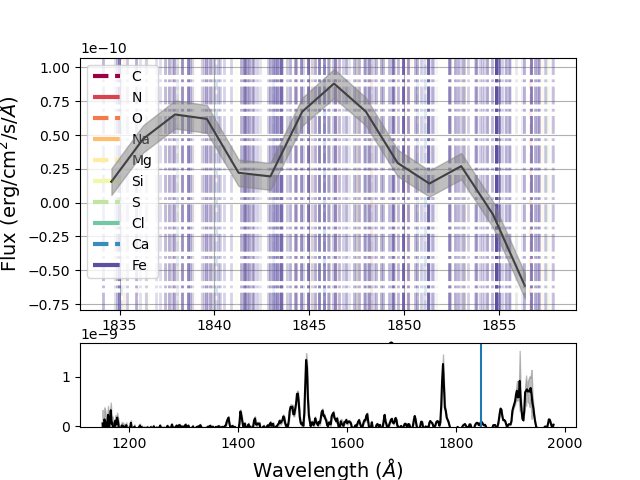 1e−10
1.00
0.75
0.50
0.25
0.00
−0.25
−0.50
−0.75
Flux (erg/cm²/s/Å)
C
N
O
Na
Mg
Si
S
Cl
Ca
Fe
1835 1840 1845 1850 1855
1e−9
1
0
1200 1400 1600 1800 2000
Wavelength (Å)